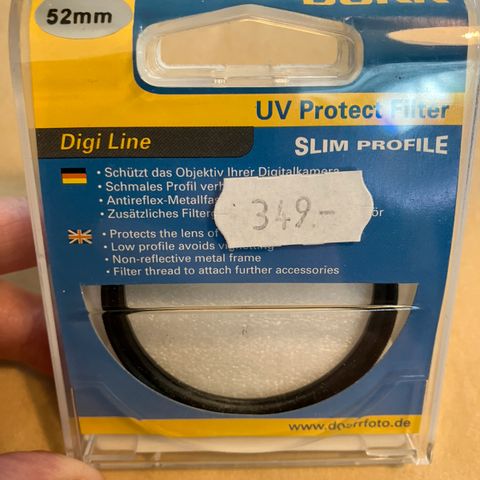 52mm
UV Protect Filter
Digi Line
SLIM PROFILE
• Schützt das Objektiv Ihrer Digitalkamera
• Schmales Profil
• Antireflex-Metallfas
• Zusätzliches
349.-
• Protects the lens of
• Low profile avoids vignetting
• Non-reflective metal frame
• Filter thread to attach further accessories
www.doerrfoto.de